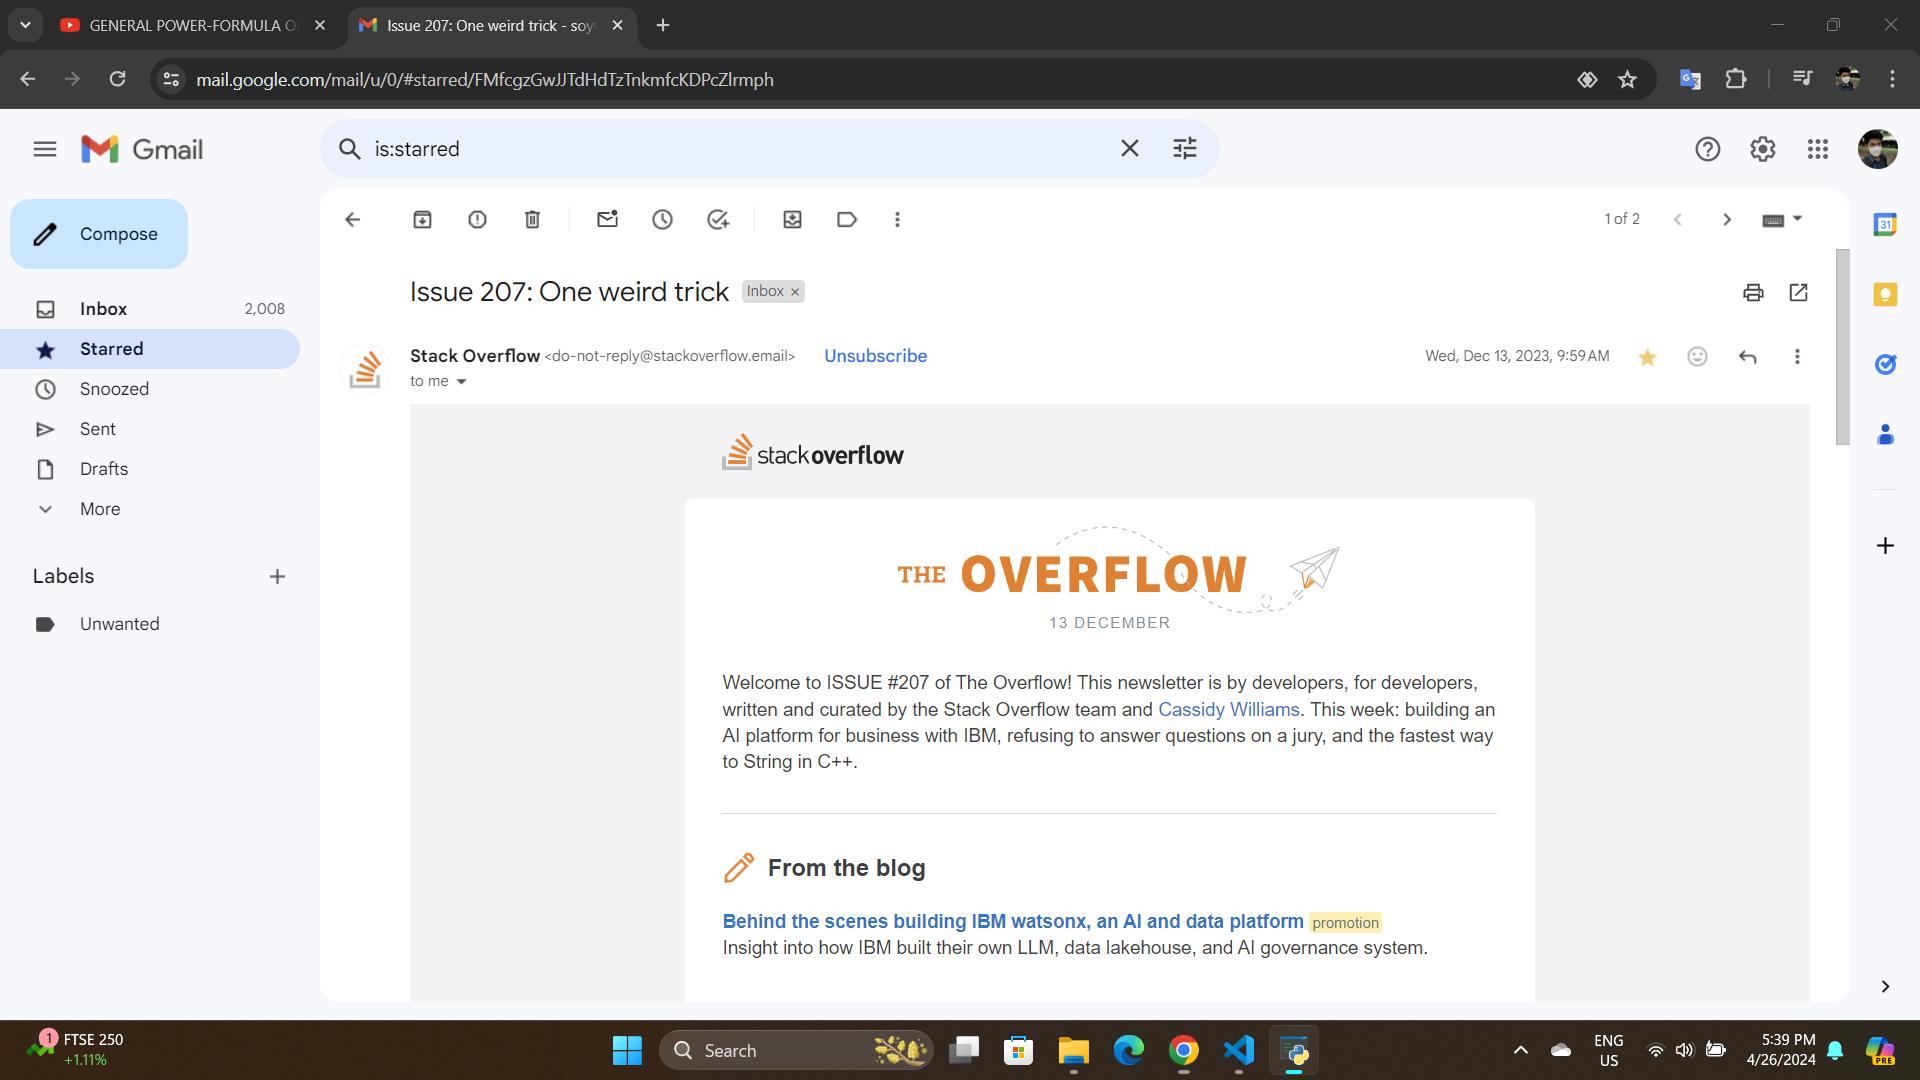 GENERAL POWER-FORMULA O
Issue 207: One weird trick - soy
mail.google.com/mail/u/0/#starred/FMfcgzGwJJTdHdTzTnkmfcKDPcZlrmph
Gmail
is:starred
Compose
1 of 2
31
Issue 207: One weird trick
Inbox ×
Inbox 2,008
Starred
Snoozed
Sent
Drafts
More
Labels
Unwanted
Stack Overflow <do-not-reply@stackoverflow.email> Unsubscribe
Wed, Dec 13, 2023, 9:59 AM
to me
stackoverflow
THE OVERFLOW
13 DECEMBER
Welcome to ISSUE #207 of The Overflow! This newsletter is by developers, for developers,
written and curated by the Stack Overflow team and Cassidy Williams. This week: building an
AI platform for business with IBM, refusing to answer questions on a jury, and the fastest way
to String in C++.
From the blog
Behind the scenes building IBM watsonx, an AI and data platform promotion
Insight into how IBM built their own LLM, data lakehouse, and AI governance system.
1
FTSE 250
+1.11%
Search
ENG
US
5:39 PM
4/26/2024
PRE